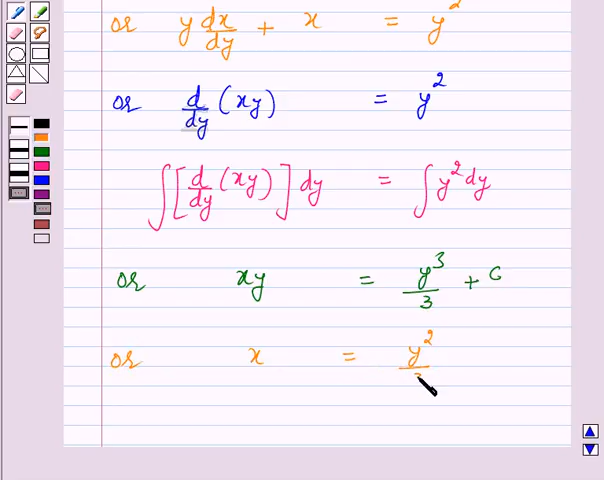 or y dx/dy + x = y²
or d/dy (xy) = y²
∫[d/dy (xy)] dy = ∫ y² dy
or xy = y³/3 + c
or x = y²/